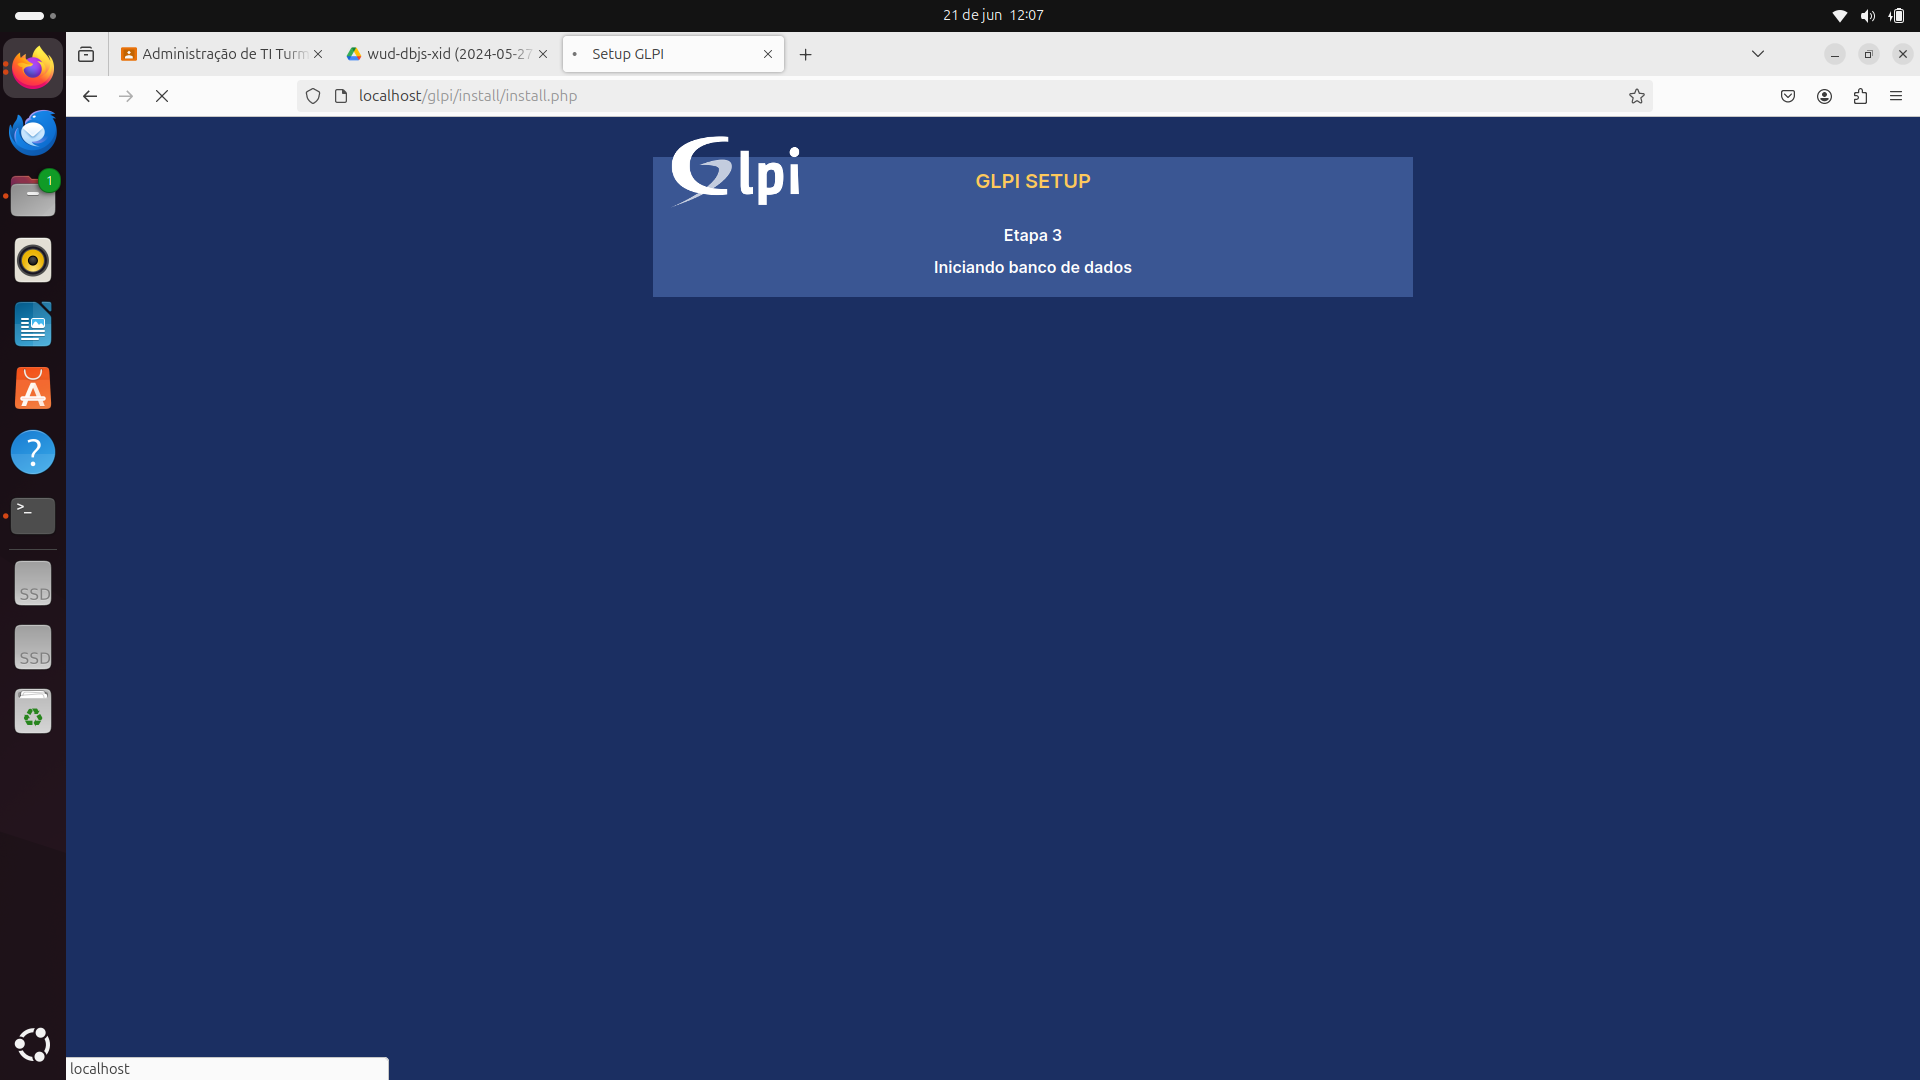 21 de jun 12:07
Administração de TI Turm
wud-dbjs-xid (2024-05-27
Setup GLPI
localhost/glpi/install/install.php
Glpi
GLPI SETUP
Etapa 3
Iniciando banco de dados
1
A
?
>_
SSD
SSD
localhost